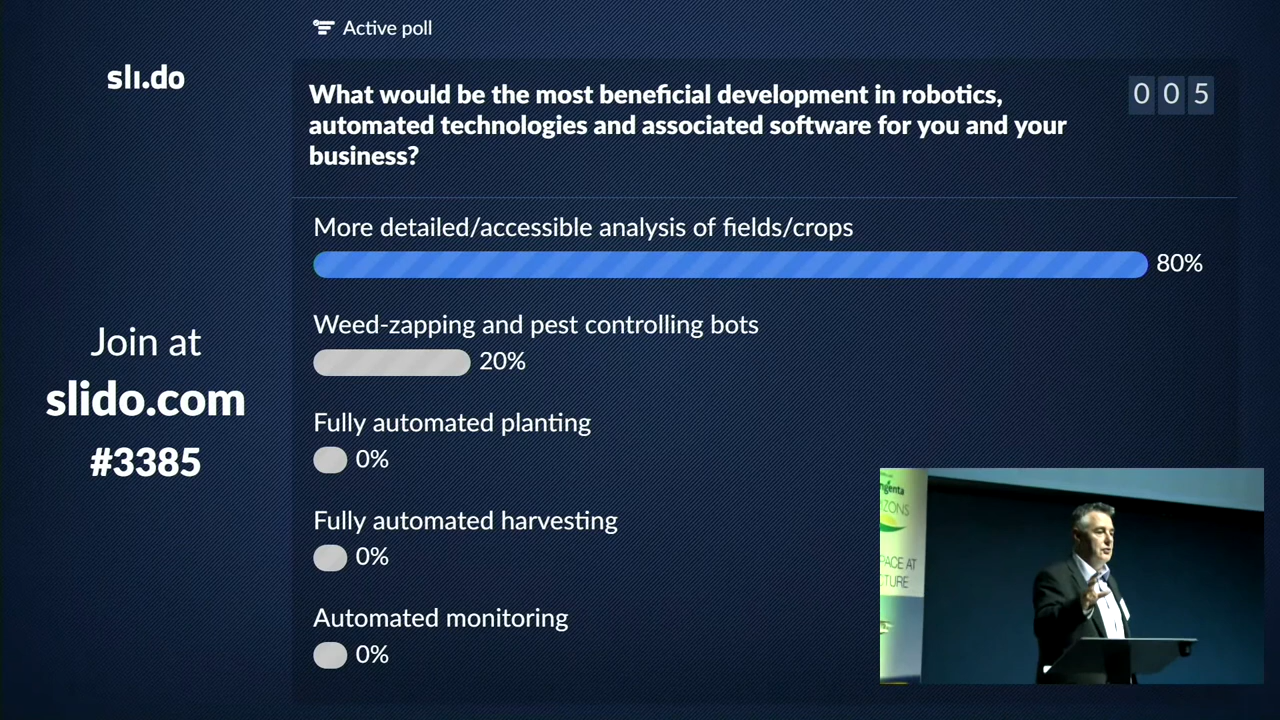 Active poll
sli.do
What would be the most beneficial development in robotics,
automated technologies and associated software for you and your
business?
0 0 5
More detailed/accessible analysis of fields/crops
80%
Weed-zapping and pest controlling bots
20%
Fully automated planting
0%
Fully automated harvesting
0%
Automated monitoring
0%
Join at
slido.com
#3385